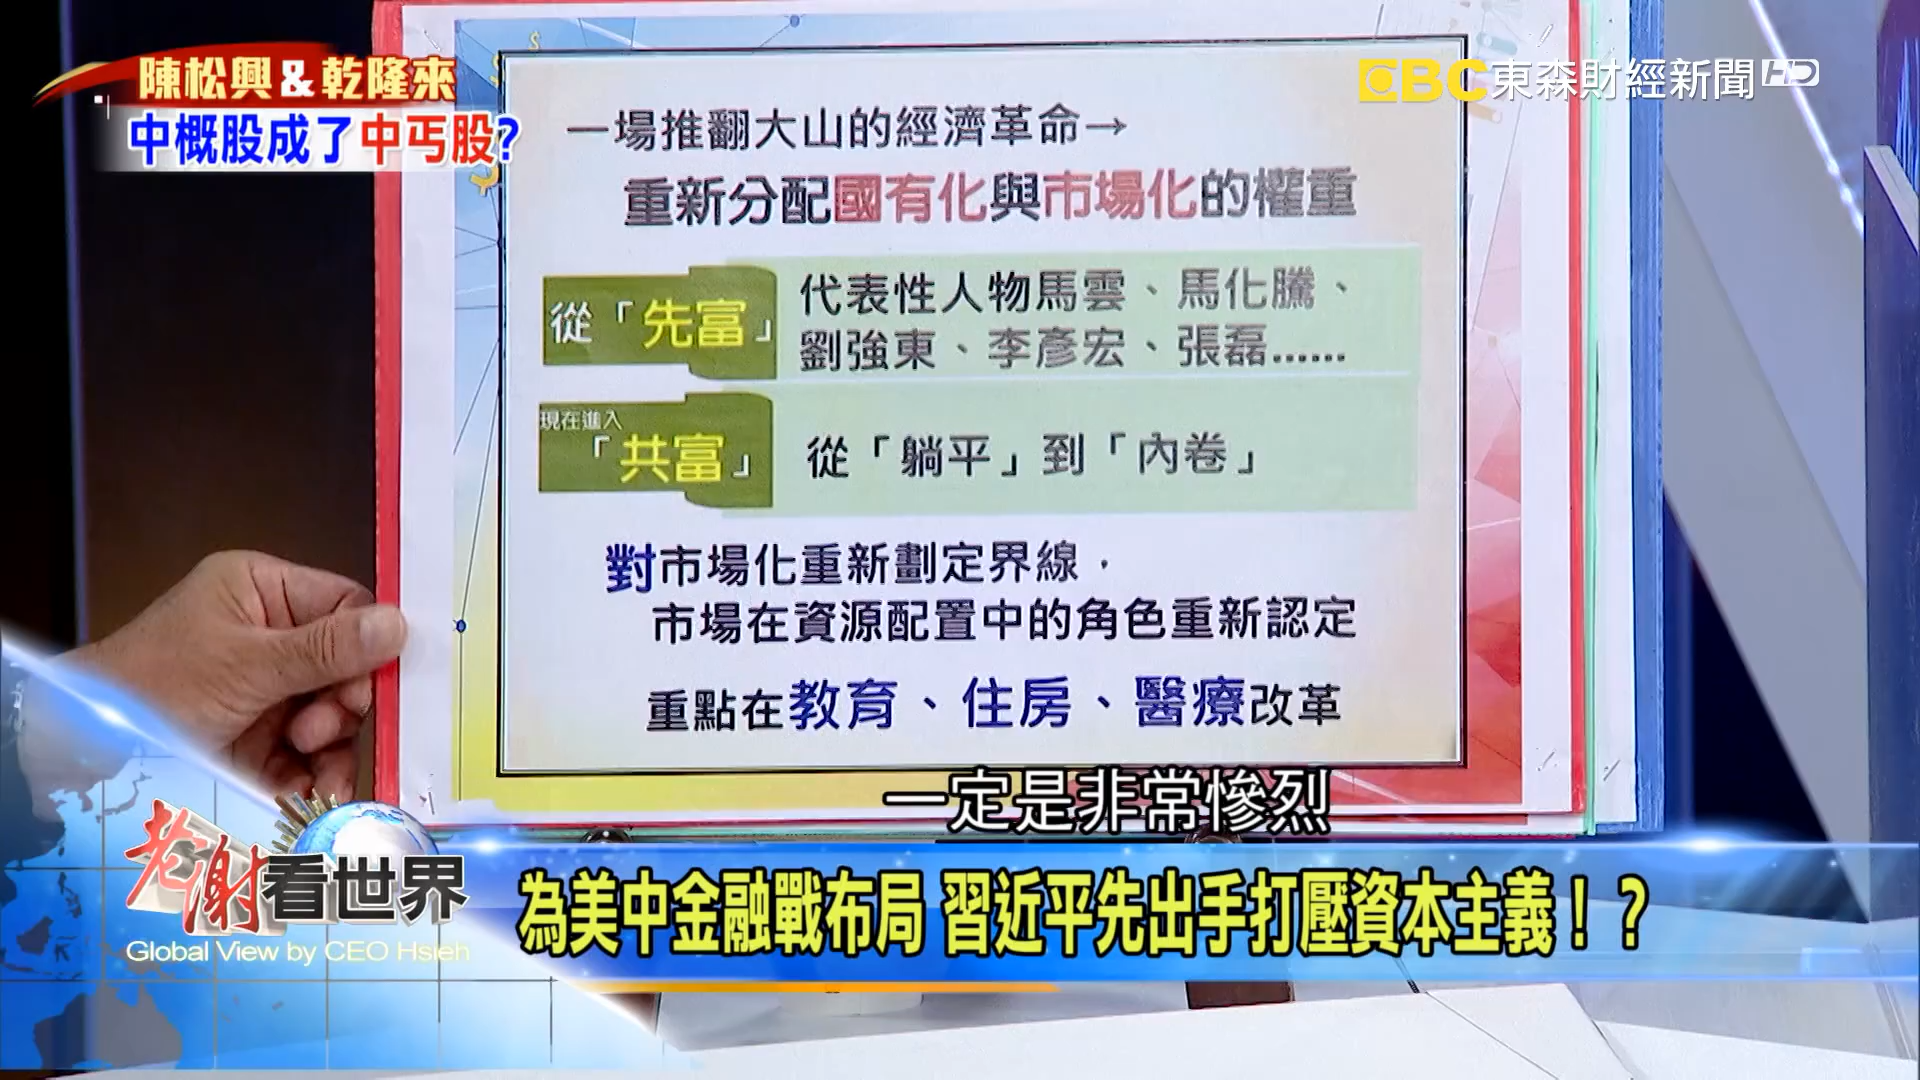 陳松興&乾隆來
中概股成了中丐股?
EBC東森財經新聞HD
一場推翻大山的經濟革命→
重新分配國有化與市場化的權重
從「先富」
代表性人物馬雲、馬化騰、
劉強東、李彥宏、張磊......
現在進入
「共富」
從「躺平」到「內卷」
對市場化重新劃定界線，
市場在資源配置中的角色重新認定
重點在教育、住房、醫療改革
一定是非常慘烈
老謝看世界
Global View by CEO Hsieh
為美中金融戰布局 習近平先出手打壓資本主義！？